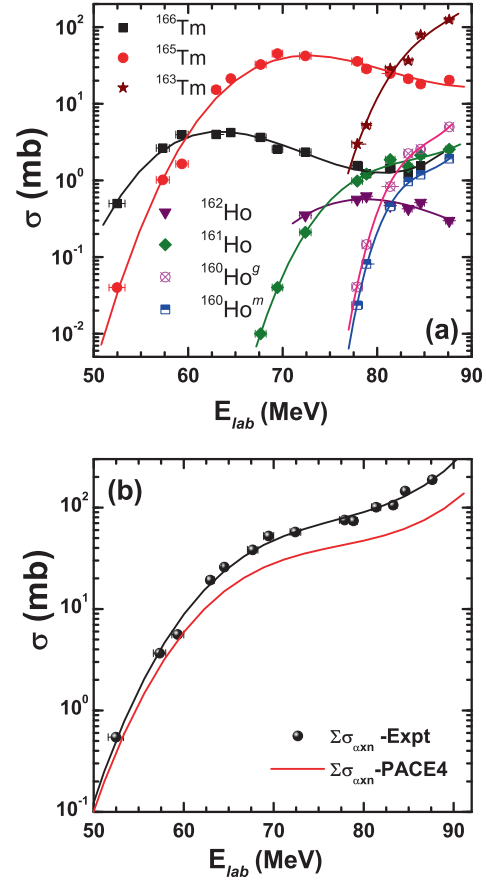 10²
10¹
10⁰
10⁻¹
10⁻²
σ (mb)
¹⁶⁶Tm
¹⁶⁵Tm
¹⁶³Tm
¹⁶²Ho
¹⁶¹Ho
¹⁶⁰Hoᵍ
¹⁶⁰Hoᵐ
(a)
50 60 70 80 90
E_lab (MeV)
(b)
10²
10¹
10⁰
10⁻¹
σ (mb)
Σσ_αxn -Expt
Σσ_αxn-PACE4
50 60 70 80 90
E_lab (MeV)